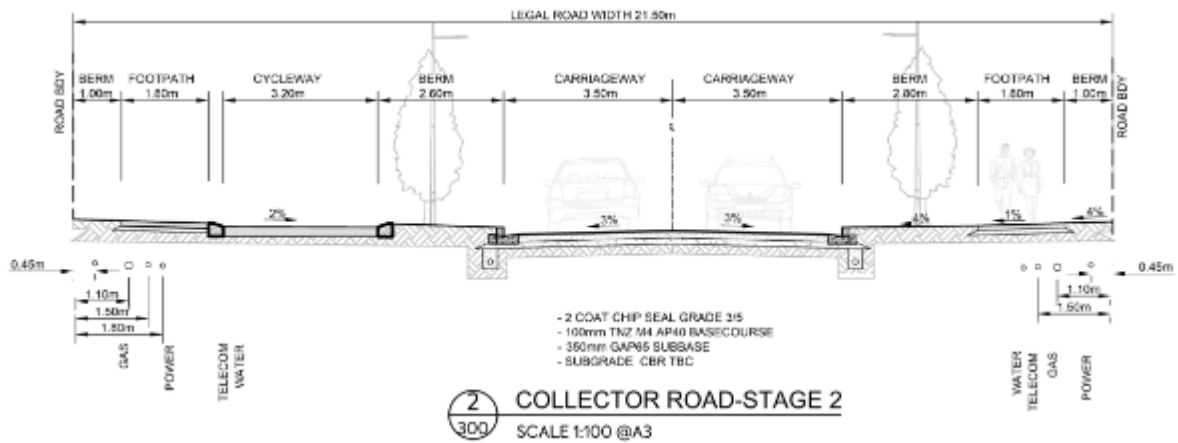 LEGAL ROAD WIDTH 21.50m
ROAD BDY
BERM
1.00m
FOOTPATH
1.80m
CYCLEWAY
3.20m
BERM
2.60m
CARRIAGEWAY
3.50m
CARRIAGEWAY
3.50m
BERM
2.80m
FOOTPATH
1.80m
BERM
1.00m
ROAD BDY
2%
3%
3%
4%
1%
4%
0.45m
1.10m
1.50m
1.80m
GAS
POWER
TELECOM
WATER
0.45m
1.10m
1.50m
WATER
TELECOM
GAS
POWER
- 2 COAT CHIP SEAL GRADE 3/5
- 100mm TNZ M4 AP40 BASECOURSE
- 350mm GAP65 SUBBASE
- SUBGRADE CBR TBC
2
300
COLLECTOR ROAD-STAGE 2
SCALE 1:100 @A3